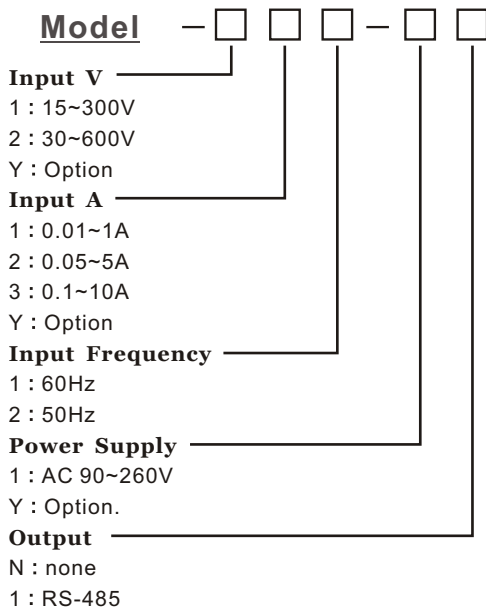 Model
Input V
1：15~300V
2：30~600V
Y：Option
Input A
1：0.01~1A
2：0.05~5A
3：0.1~10A
Y：Option
Input Frequency
1：60Hz
2：50Hz
Power Supply
1：AC 90~260V
Y：Option.
Output
N：none
1：RS-485